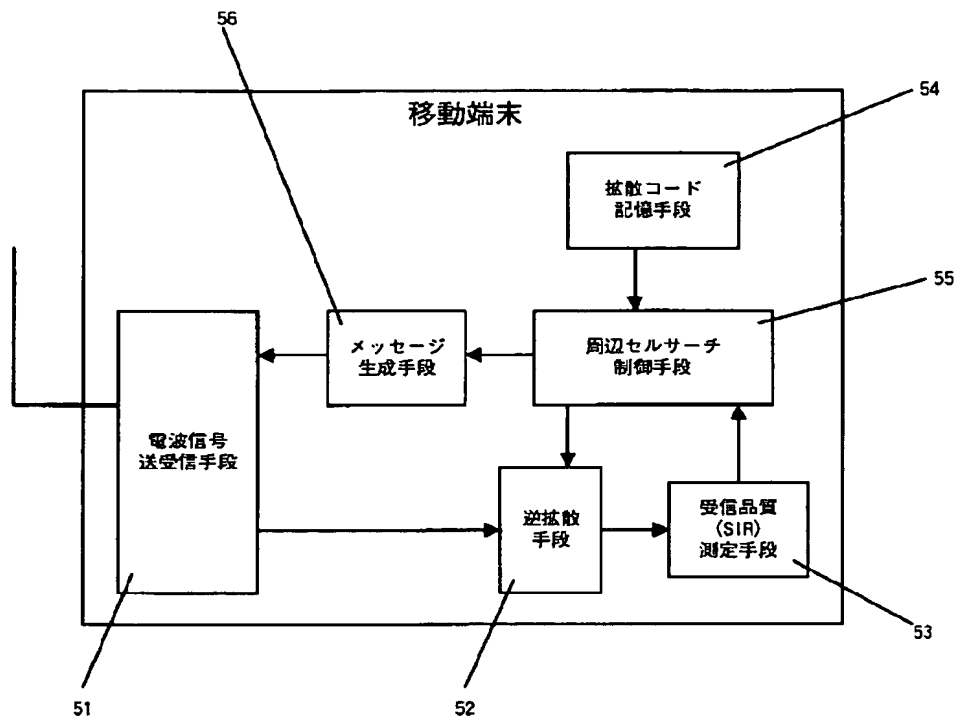 56
54
移動端末
拡散コード
記憶手段
55
メッセージ
生成手段
周辺セルサーチ
制御手段
電波信号
送受信手段
逆拡散
手段
受信品質
(SIR)
測定手段
53
51
52